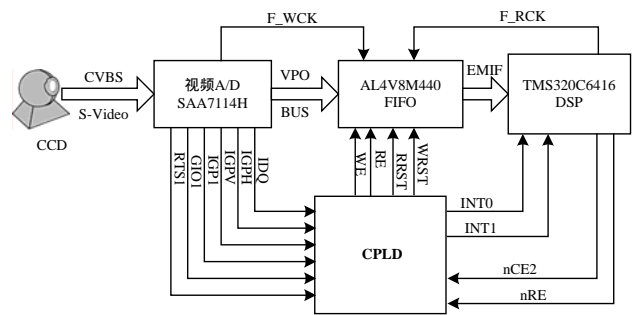 F_WCK
F_RCK
CVBS
S-Video
CCD
视频A/D
SAA7114H
VPO
BUS
AL4V8M440
FIFO
EMIF
TMS320C6416
DSP
RTS1
GIO1
IGP1
IGPV
IGPH
IDQ
WE
RE
RRST
WRST
CPLD
INT0
INT1
nCE2
nRE